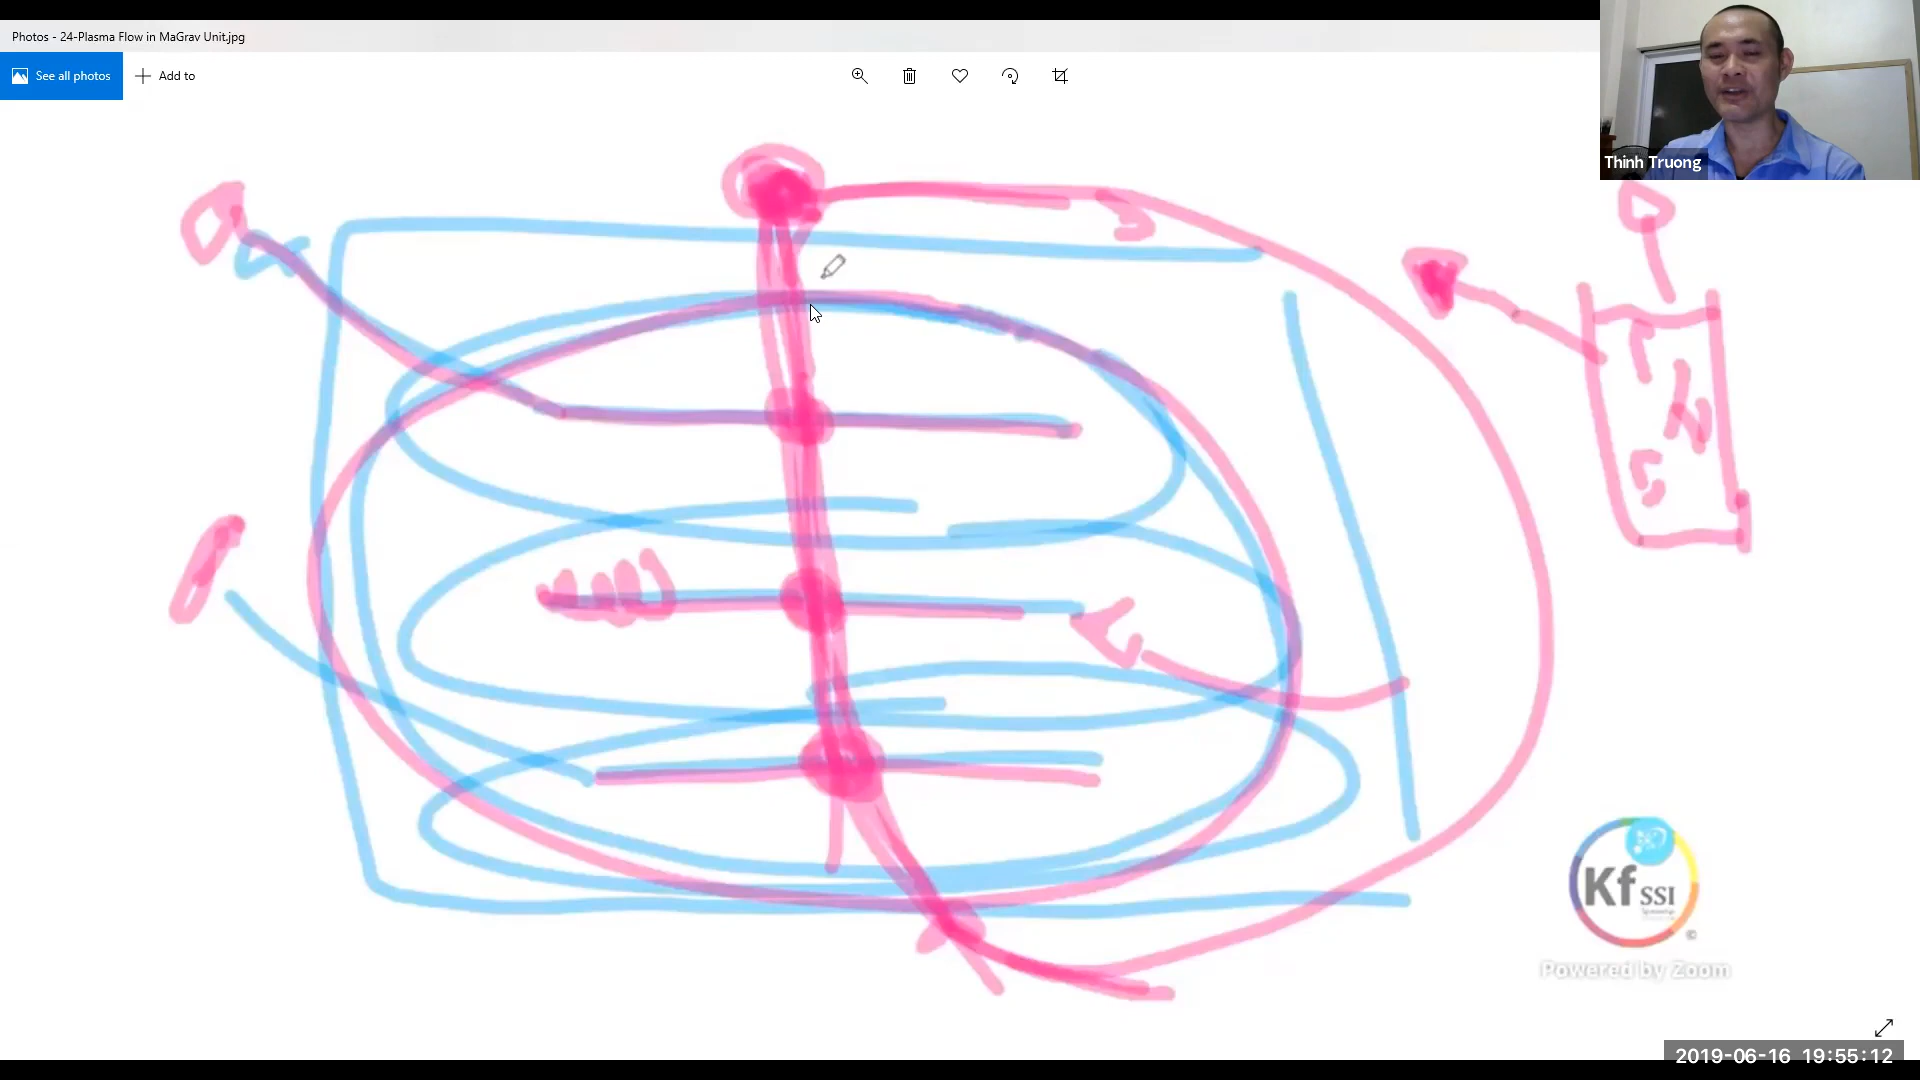 Photos - 24-Plasma Flow in MaGrav Unit.jpg
See all photos
Add to
Thinh Truong
Kf SSI
Powered by Zoom
2019-06-16 19:55:12